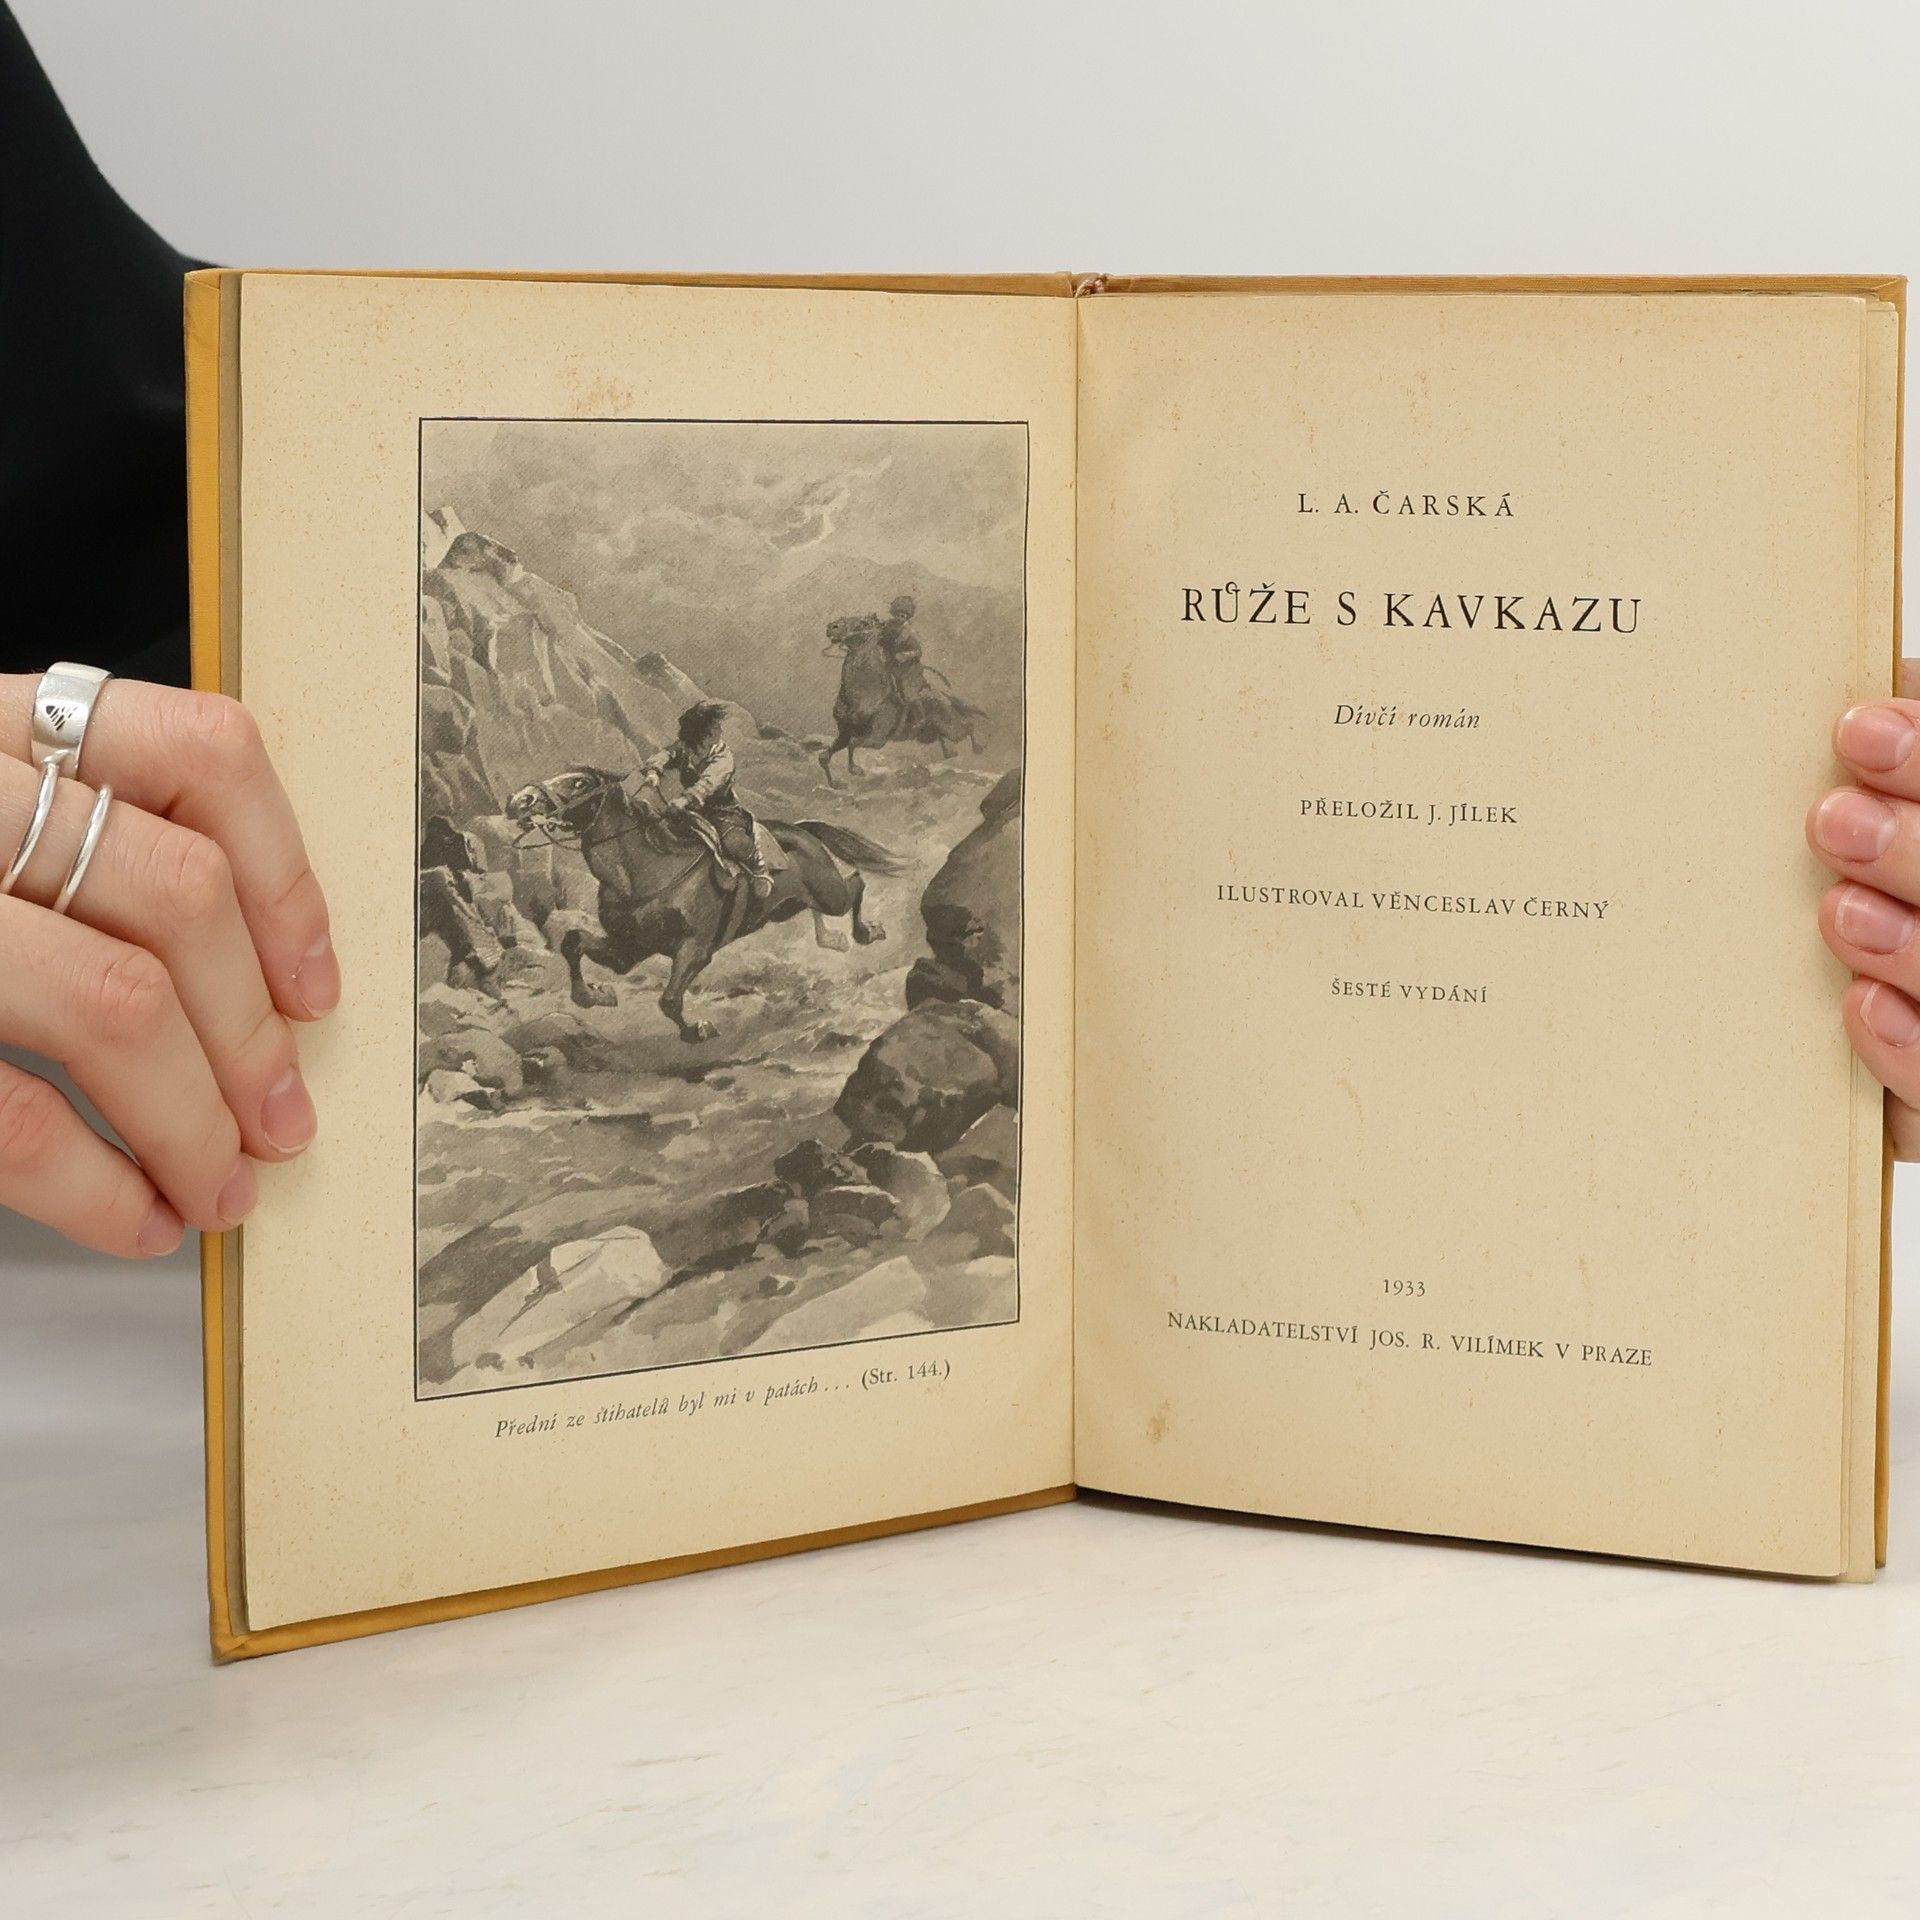 Přední ze stihatelů byl mi v patách... (Str. 144.)
L. A. ČARSKÁ
RŮŽE S KAVKAZU
Dívčí román
PŘELOŽIL J. JÍLEK
ILUSTROVAL VĚNCESLAV ČERNÝ
ŠESTÉ VYDÁNÍ
1933
NAKLADATELSTVÍ JOS. R. VILÍMEK V PRAZE